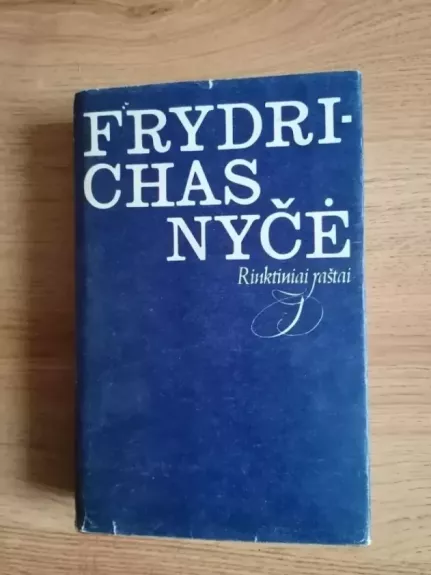 FRYDRI-
CHAS
NYČĖ
Rinktiniai raštai
I